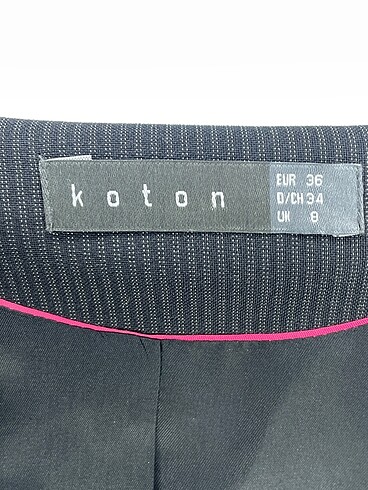 koton
EUR 36
D/CH 34
UK 8